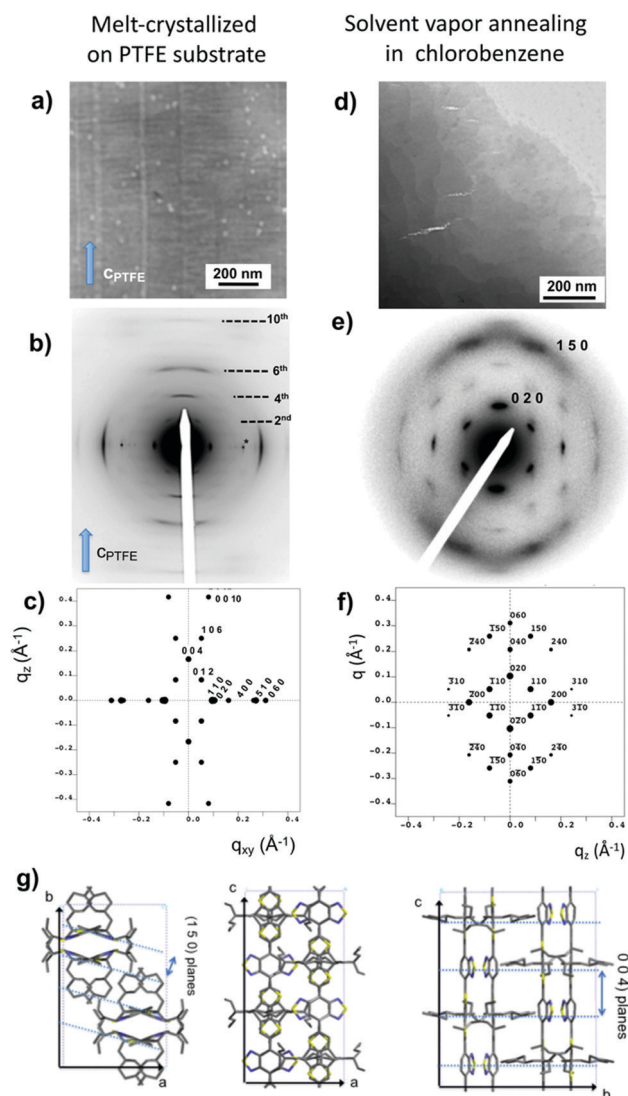 Melt-crystallized
on PTFE substrate
Solvent vapor annealing
in chlorobenzene
a)
cPTFE
200 nm
d)
200 nm
b)
10th
6th
4th
2nd
*
cPTFE
e)
1 5 0
0 2 0
c)
qz (Å-1)
0.4
0.3
0.2
0.1
0.0
-0.1
-0.2
-0.3
-0.4
0 0 10
1 0 6
0 0 4
0 1 2
1 1 0
0 2 0
4 0 0
5 1 0
0 6 0
-0.4 -0.2 0.0 0.2 0.4
qxy (Å-1)
f)
q (Å-1)
0.4
0.3
0.2
0.1
0.0
-0.1
-0.2
-0.3
-0.4
060
1̄50 150
2̄40 040 240
020
3̄10 1̄10 110 310
2̄00 200
3̄1̄0 1̄1̄0 11̄0 31̄0
02̄0
2̄4̄0 04̄0 24̄0
1̄5̄0 15̄0
06̄0
-0.4 -0.2 0.0 0.2 0.4
qz (Å-1)
g)
b
a
(1 5 0) planes
c
a
c
b
0 0 4) planes